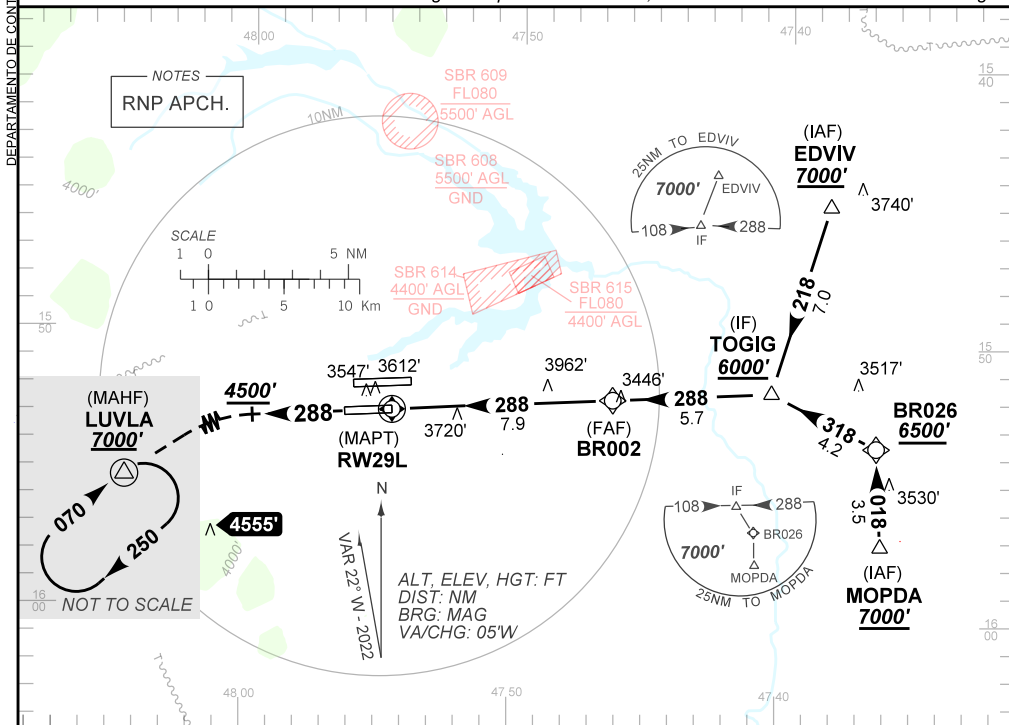 DEPARTAMENTO DE CONT
48 00
47 50
47 40
15 40
NOTES
RNP APCH.
10NM
SBR 609
FL080
5500' AGL
SBR 608
5500' AGL
GND
25NM TO EDVIV
7000'
EDVIV
108
IF
288
(IAF)
EDVIV
7000'
3740'
4000'
SCALE
1 0 5 NM
1 0 5 10 Km
SBR 614
4400' AGL
GND
SBR 615
FL080
4400' AGL
218
7.0
15 50
15 50
(IF)
TOGIG
6000'
3547'
3612'
3962'
3446'
3517'
(MAHF)
LUVLA
7000'
4500'
288
288
7.9
288
5.7
318
4.2
BR026
6500'
3720'
(MAPT)
RW29L
(FAF)
BR002
3530'
018
3.5
070
250
4555'
4000'
NOT TO SCALE
16 00
N
VAR 22° W - 2022
ALT, ELEV, HGT: FT
DIST: NM
BRG: MAG
VA/CHG: 05'W
IF
108
288
BR026
7000'
MOPDA
25NM TO MOPDA
(IAF)
MOPDA
7000'
16 00
48 00
47 50
47 40